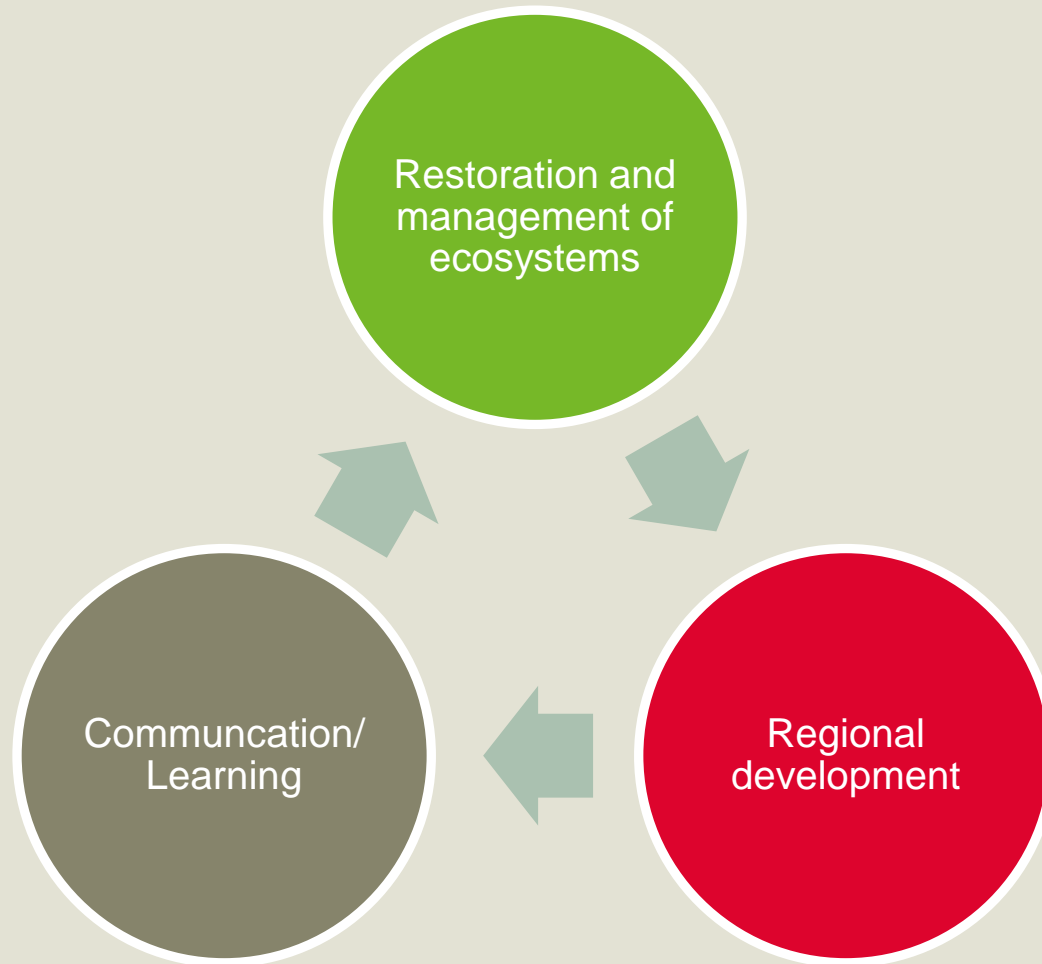 Restoration and
management of
ecosystems
Communcation/
Learning
Regional
development